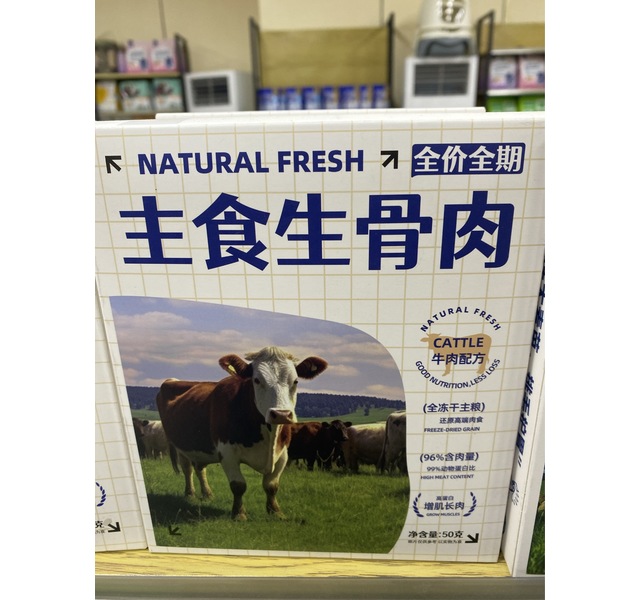 NATURAL FRESH
全价全期
主食生骨肉
NATURAL FRESH
CATTLE
牛肉配方
GOOD NUTRITION,LESS LOSS
(全冻干主粮)
还原高端肉食
FREEZE-DRIED GRAIN
(96%含肉量)
99%动物蛋白比
HIGH MEAT CONTENT
高蛋白
增肌长肉
GROW MUSCLES
净含量:50克
50克